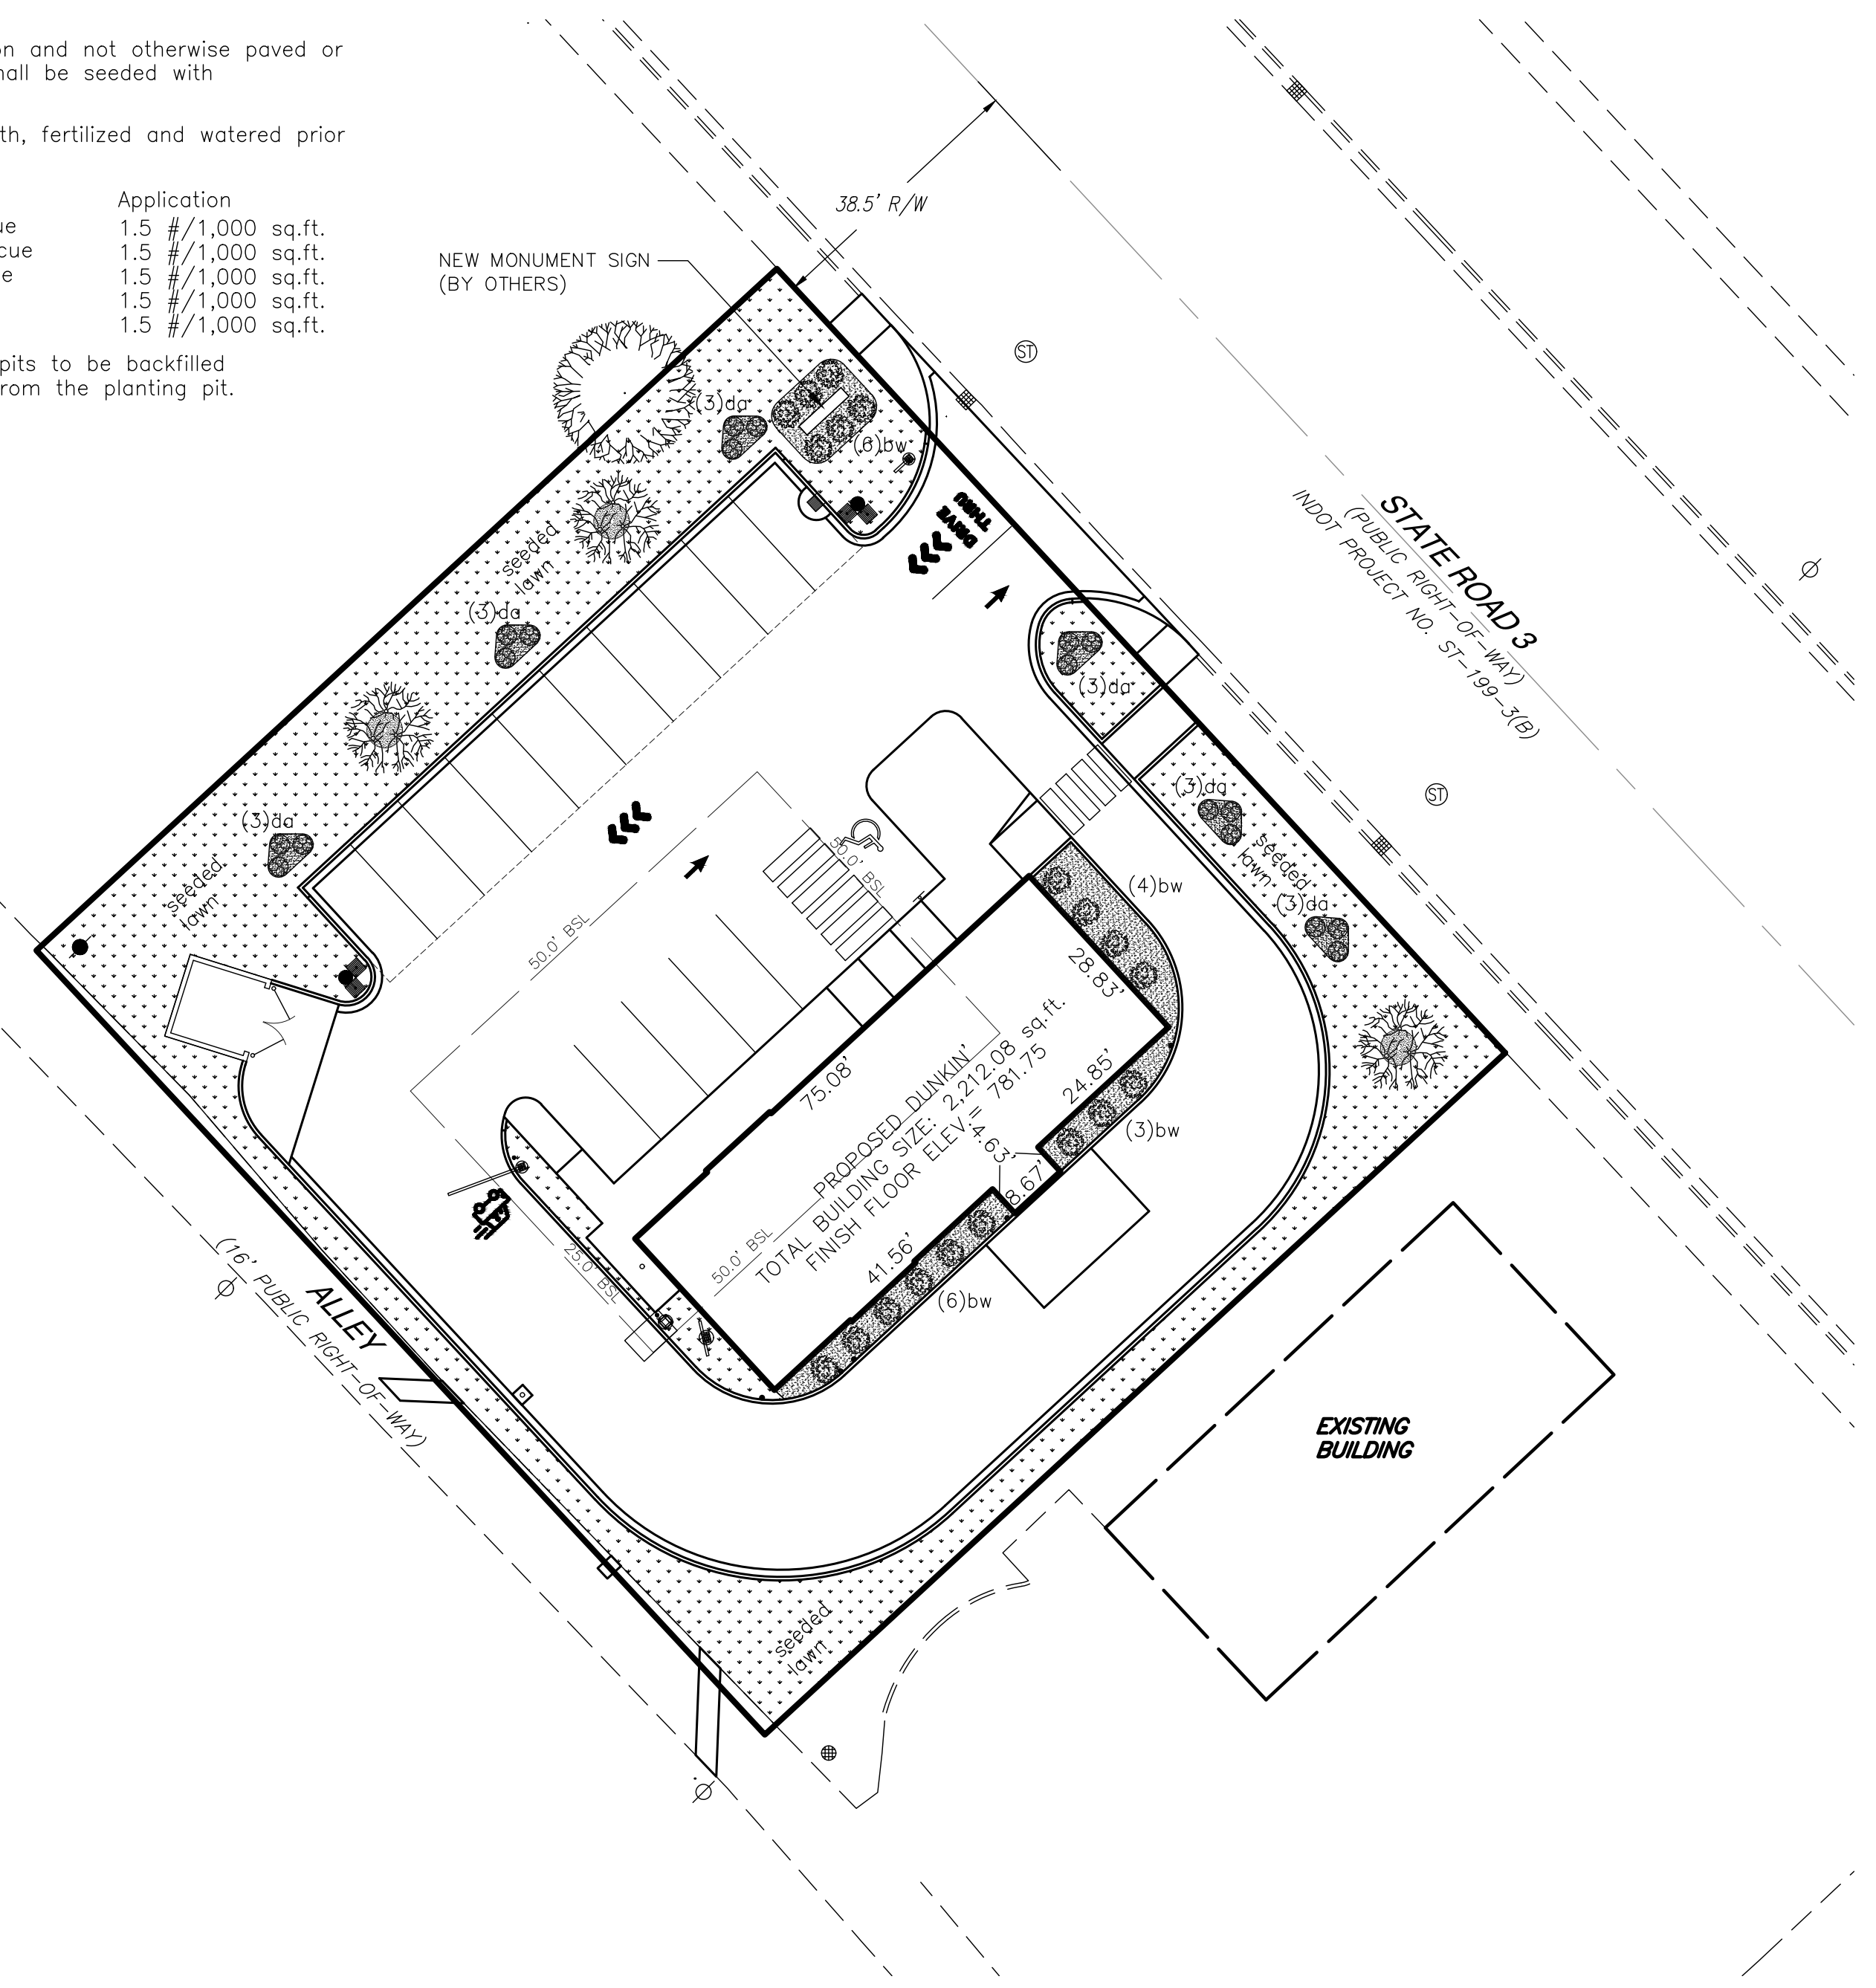 on and not otherwise paved or
hall be seeded with
th, fertilized and watered prior
Application
ue 1.5 #/1,000 sq.ft.
cue 1.5 #/1,000 sq.ft.
e 1.5 #/1,000 sq.ft.
1.5 #/1,000 sq.ft.
1.5 #/1,000 sq.ft.
pits to be backfilled
from the planting pit.
38.5' R/W
NEW MONUMENT SIGN
(BY OTHERS)
ST
(3)da
(6)bw
DRIVE
THRU
STATE ROAD 3
(PUBLIC RIGHT-OF-WAY)
INDOT PROJECT NO. ST-199-3(B)
seeded
lawn
(3)da
(3)da
(3)da
ST
seeded
lawn
(3)da
(3)da
seeded
lawn
50.0' BSL
50.0' BSL
(4)bw
28.83'
75.08'
24.85'
(3)bw
PROPOSED DUNKIN'
TOTAL BUILDING SIZE: 2,212.08 sq.ft.
FINISH FLOOR ELEV.= 781.75
4.63'
8.67'
50.0' BSL
41.56'
(6)bw
25.0' BSL
ALLEY
(16' PUBLIC RIGHT-OF-WAY)
EXISTING
BUILDING
seeded
lawn